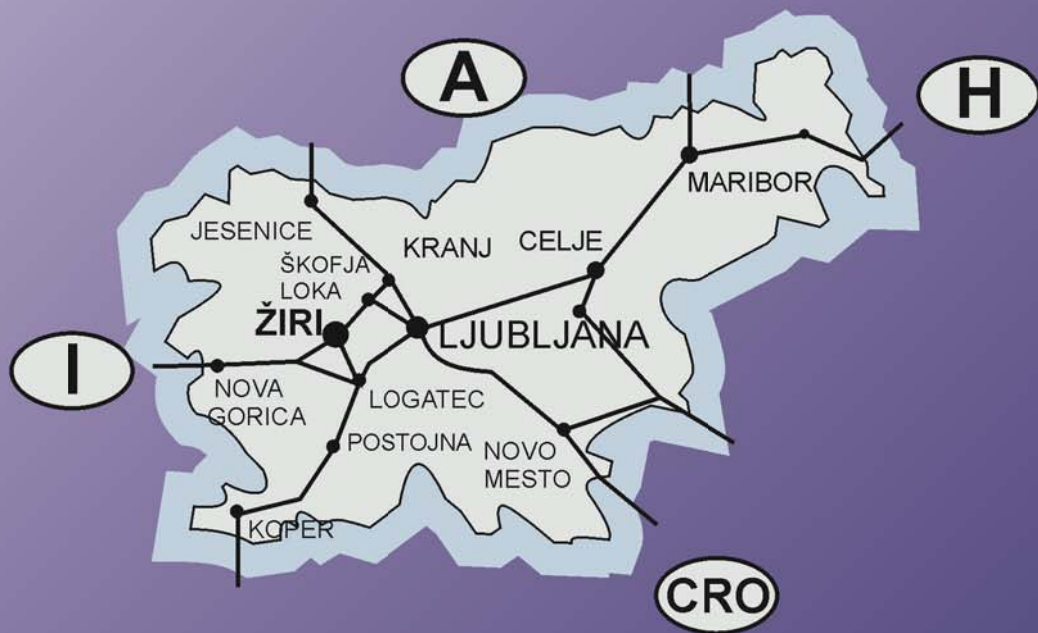 A
H
MARIBOR
JESENICE
KRANJ
CELJE
ŠKOFJA
LOKA
ŽIRI
LJUBLJANA
I
NOVA
GORICA
LOGATEC
POSTOJNA
NOVO
MESTO
KOPER
CRO